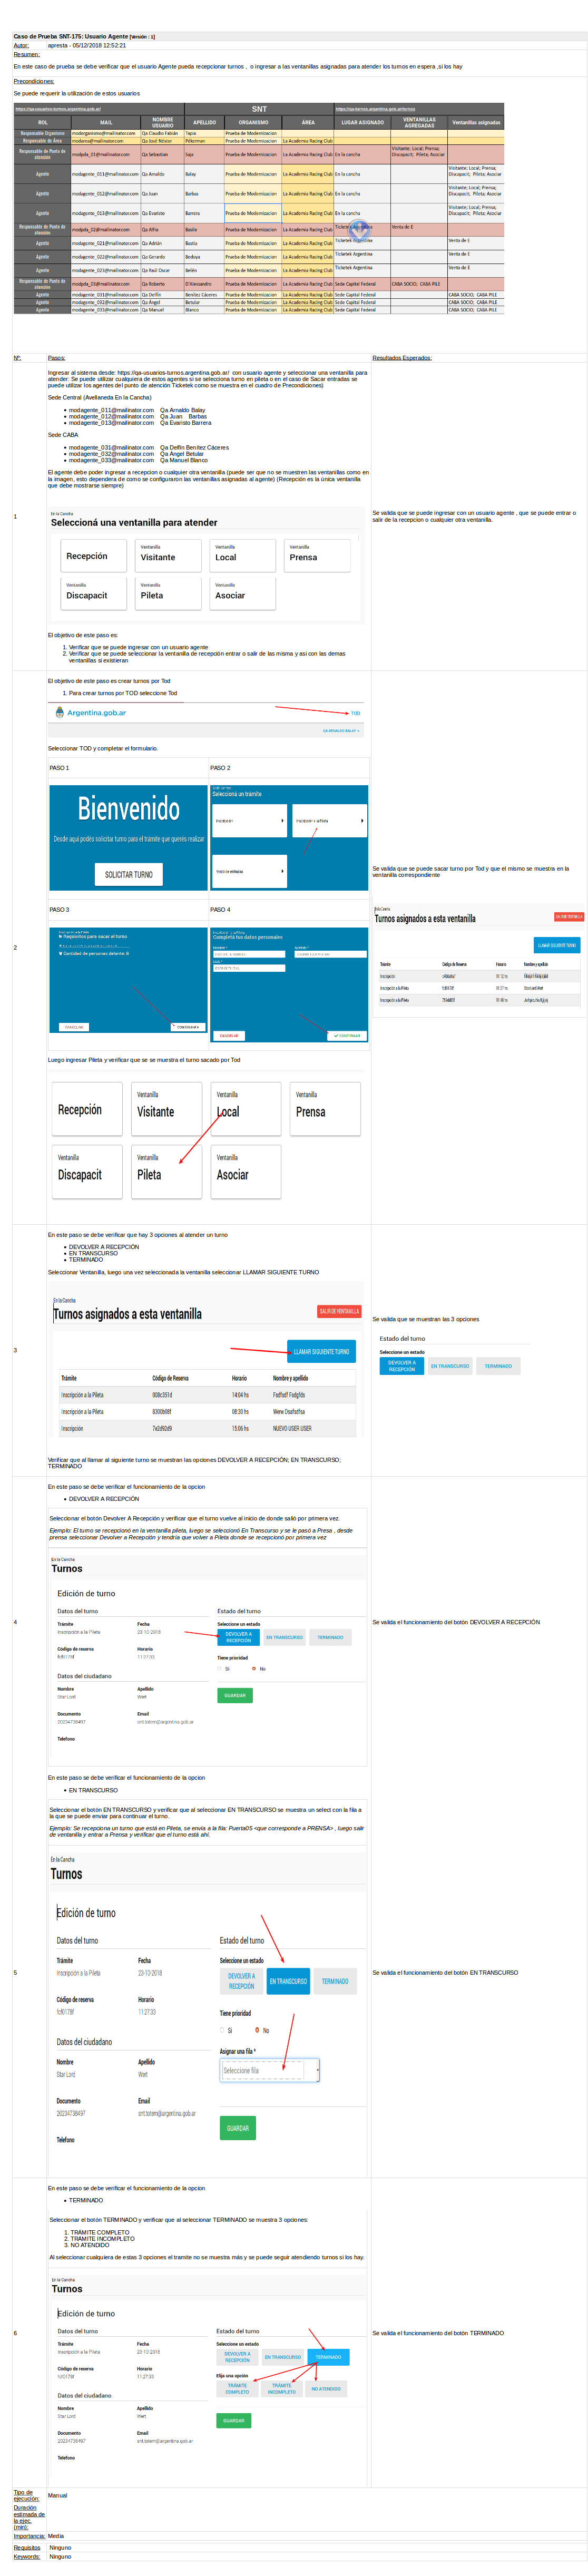 Caso de Prueba SNT-175: Usuario Agente [Versión : 1]
Autor: apresta - 05/12/2018 12:52:21
Resumen:
En este caso de prueba se debe verificar que el usuario Agente pueda recepcionar turnos , o ingresar a las ventanillas asignadas para atender los turnos en espera ,si los hay
Precondiciones:
Se puede requerir la utilización de estos usuarios
https://qa-usuarios-turnos.argentina.gob.ar/ SNT https://qa-turnos.argentina.gob.ar/turnos
ROL MAIL NOMBRE USUARIO APELLIDO ORGANISMO ÁREA LUGAR ASIGNADO VENTANILLAS AGREGADAS Ventanillas asignadas
Responsable Organismo modorganismo@mailinator.com Qa Claudio Fabián Tapia Prueba de Modernizacion
Responsable de Área modarea@mailinator.com Qa José Néstor Pékerman Prueba de Modernizacion La Academia Racing Club
Responsable de Punto de atención modpda_01@mailinator.com Qa Sebastian Saja Prueba de Modernizacion La Academia Racing Club En la cancha Visitante; Local; Prensa; Discapacit; Pileta; Asociar
Agente modagente_011@mailinator.com Qa Arnaldo Balay Prueba de Modernizacion La Academia Racing Club En la cancha Visitante; Local; Prensa; Discapacit; Pileta; Asociar
Agente modagente_012@mailinator.com Qa Juan Barbas Prueba de Modernizacion La Academia Racing Club En la cancha Visitante; Local; Prensa; Discapacit; Pileta; Asociar
Agente modagente_013@mailinator.com Qa Evaristo Barrera Prueba de Modernizacion La Academia Racing Club En la cancha Visitante; Local; Prensa; Discapacit; Pileta; Asociar
Responsable de Punto de atención modpda_02@mailinator.com Qa Alfio Basile Prueba de Modernizacion La Academia Racing Club Venta de E
Agente modagente_021@mailinator.com Qa Adrián Bastía Prueba de Modernizacion La Academia Racing Club Venta de E
Agente modagente_022@mailinator.com Qa Gerardo Bedoya Prueba de Modernizacion La Academia Racing Club Ticketek Argentina Venta de E
Agente modagente_023@mailinator.com Qa Raúl Oscar Belén Prueba de Modernizacion La Academia Racing Club Ticketek Argentina Venta de E
Responsable de Punto de atención modpda_03@mailinator.com Qa Roberto D'Alessandro Prueba de Modernizacion La Academia Racing Club Sede Capital Federal CABA SOCIO; CABA PILE
Agente modagente_031@mailinator.com Qa Delfín Benítez Cáceres Prueba de Modernizacion La Academia Racing Club Sede Capital Federal CABA SOCIO; CABA PILE
Agente modagente_032@mailinator.com Qa Ángel Betular Prueba de Modernizacion La Academia Racing Club Sede Capital Federal CABA SOCIO; CABA PILE
Agente modagente_033@mailinator.com Qa Manuel Blanco Prueba de Modernizacion La Academia Racing Club Sede Capital Federal CABA SOCIO; CABA PILE
Nº: Pasos: Resultados Esperados:
1
Ingresar al sistema desde: https://qa-usuarios-turnos.argentina.gob.ar/ con usuario agente y seleccionar una ventanilla para
atender: Se puede utilizar cualquiera de estos agentes si se selecciona turno en pileta o en el caso de Sacar entradas se
puede utilizar los agentes del punto de atención Ticketek (como se muestra en el cuadro de Precondiciones)
Sede Central (Avellaneda En la Cancha)
• modagente_011@mailinator.com Qa Arnaldo Balay
• modagente_012@mailinator.com Qa Juan Barbas
• modagente_013@mailinator.com Qa Evaristo Barrera
Sede CABA
• modagente_031@mailinator.com Qa Delfín Benítez Cáceres
• modagente_032@mailinator.com Qa Ángel Betular
• modagente_033@mailinator.com Qa Manuel Blanco
El agente debe poder ingresar a recepcion o cualquier otra ventanilla (puede ser que no se muestren las ventanillas como en
la imagen, esto dependera de como se configuraron las ventanillas asignadas al agente) (Recepción es la única ventanilla
que debe mostrarse siempre)
En la Cancha
Seleccioná una ventanilla para atender
Recepción
Ventanilla Visitante
Ventanilla Local
Ventanilla Prensa
Ventanilla Discapacit
Ventanilla Pileta
Ventanilla Asociar
El objetivo de este paso es:
1. Verificar que se puede ingresar con un usuario agente
2. Verificar que se puede seleccionar la ventanilla de recepción entrar o salir de las misma y asi con las demas
ventanillas si existieran
Se valida que se puede ingresar con un usuario agente , que se puede entrar o
salir de la recepcion o cualquier otra ventanilla.
2
El objetivo de este paso es crear turnos por Tod
1. Para crear turnos por TOD seleccione Tod
Argentina.gob.ar TOD
QA ARNALDO BALAY
Seleccionar TOD y completar el formulario.
PASO 1 PASO 2
Bienvenido
Desde aquí podés solicitar turno para el trámite que querés realizar
SOLICITAR TURNO
Selecciona un trámite
PASO 3 PASO 4
Requisitos para sacar el turno
Cantidad de personas delante: 8
CANCELAR CONTINUAR
Completá tus datos personales
CANCELAR CONFIRMAR
Luego ingresar Pileta y verificar que se se muestra el turno sacado por Tod
Recepción
Ventanilla Visitante
Ventanilla Local
Ventanilla Prensa
Ventanilla Discapacit
Ventanilla Pileta
Ventanilla Asociar
Se valida que se puede sacar turno por Tod y que el mismo se muestra en la
ventanilla correspondiente
En la Cancha
Turnos asignados a esta ventanilla
LLAMAR SIGUIENTE TURNO
Trámite Código de Reserva Horario Nombre y apellido
Inscripción
Inscripción a la Pileta
Inscripción a la Pileta
3
En este paso se debe verificar que hay 3 opciones al atender un turno
• DEVOLVER A RECEPCIÓN
• EN TRANSCURSO
• TERMINADO
Seleccionar Ventanilla, luego una vez seleccionada la ventanilla seleccionar LLAMAR SIGUIENTE TURNO
En la Cancha
Turnos asignados a esta ventanilla
SALIR DE VENTANILLA
LLAMAR SIGUIENTE TURNO
Trámite Código de Reserva Horario Nombre y apellido
Inscripción a la Pileta 008c351d 14:04 hs Fsdfsdf Fsdgfds
Inscripción a la Pileta 8300b08f 08:30 hs Werw Dsafsdfsa
Inscripción 7a2d92d9 15:06 hs NUEVO USER USER
Verificar que al llamar al siguiente turno se muestran las opciones DEVOLVER A RECEPCIÓN; EN TRANSCURSO;
TERMINADO
Se valida que se muestran las 3 opciones
Estado del turno
Seleccione un estado
DEVOLVER A RECEPCIÓN EN TRANSCURSO TERMINADO
4
En este paso se debe verificar el funcionamiento de la opcion
• DEVOLVER A RECEPCIÓN
Seleccionar el botón Devolver A Recepción y verificar que el turno vuelve al inicio de donde salió por primera vez.
Ejemplo: El turno se recepcionó en la ventanilla pileta, luego se seleccionó En Transcurso y se le pasó a Presa , desde
prensa seleccionar Devolver a Recepción y tendría que volver a Pileta donde se recepcionó por primera vez
En la Cancha
Turnos
Edición de turno
Datos del turno Estado del turno
Trámite Fecha Seleccione un estado
Inscripción a la Pileta 23-10-2018 DEVOLVER A RECEPCIÓN EN TRANSCURSO TERMINADO
Código de reserva Horario Tiene prioridad
fcf0178f 11:27:33 Si No
Datos del ciudadano
Nombre Apellido GUARDAR
Star Lord Wert
Documento Email
20234738497 snt.totem@argentina.gob.ar
Telefono
Se valida el funcionamiento del botón DEVOLVER A RECEPCIÓN
5
En este paso se debe verificar el funcionamiento de la opcion
• EN TRANSCURSO
Seleccionar el botón EN TRANSCURSO y verificar que al seleccionar EN TRANSCURSO se muestra un select con la fila a
la que se puede enviar para continuar el turno.
Ejemplo: Se recepciona un turno que está en Pileta, se envía a la fila: Puerta05 <que corresponde a PRENSA> , luego salir
de ventanilla y entrar a Prensa y verificar que el turno está ahí.
En la Cancha
Turnos
Edición de turno
Datos del turno Estado del turno
Trámite Fecha Seleccione un estado
Inscripción a la Pileta 23-10-2018 DEVOLVER A RECEPCIÓN EN TRANSCURSO TERMINADO
Código de reserva Horario Tiene prioridad
fcf0178f 11:27:33 Si No
Datos del ciudadano Asignar una fila *
Nombre Apellido Seleccione fila
Star Lord Wert
Documento Email
20234738497 snt.totem@argentina.gob.ar
GUARDAR
Telefono
Se valida el funcionamiento del botón EN TRANSCURSO
6
En este paso se debe verificar el funcionamiento de la opcion
• TERMINADO
Seleccionar el botón TERMINADO y verificar que al seleccionar TERMINADO se muestra 3 opciones:
1. TRÁMITE COMPLETO
2. TRÁMITE INCOMPLETO
3. NO ATENDIDO
Al seleccionar cualquiera de estas 3 opciones el tramite no se muestra más y se puede seguir atendiendo turnos si los hay.
En la Cancha
Turnos
Edición de turno
Datos del turno Estado del turno
Trámite Fecha Seleccione un estado
Inscripción a la Pileta 23-10-2018 DEVOLVER A RECEPCIÓN EN TRANSCURSO TERMINADO
Código de reserva Horario Elija una opción
fcf0178f 11:27:33 TRÁMITE COMPLETO TRÁMITE INCOMPLETO NO ATENDIDO
Datos del ciudadano
Nombre Apellido
Star Lord Wert GUARDAR
Documento Email
20234738497 snt.totem@argentina.gob.ar
Telefono
Se valida el funcionamiento del botón TERMINADO
Tipo de ejecución: Manual
Duración estimada de la ejec. (min):
Importancia: Media
Requisitos Ninguno
Keywords: Ninguno